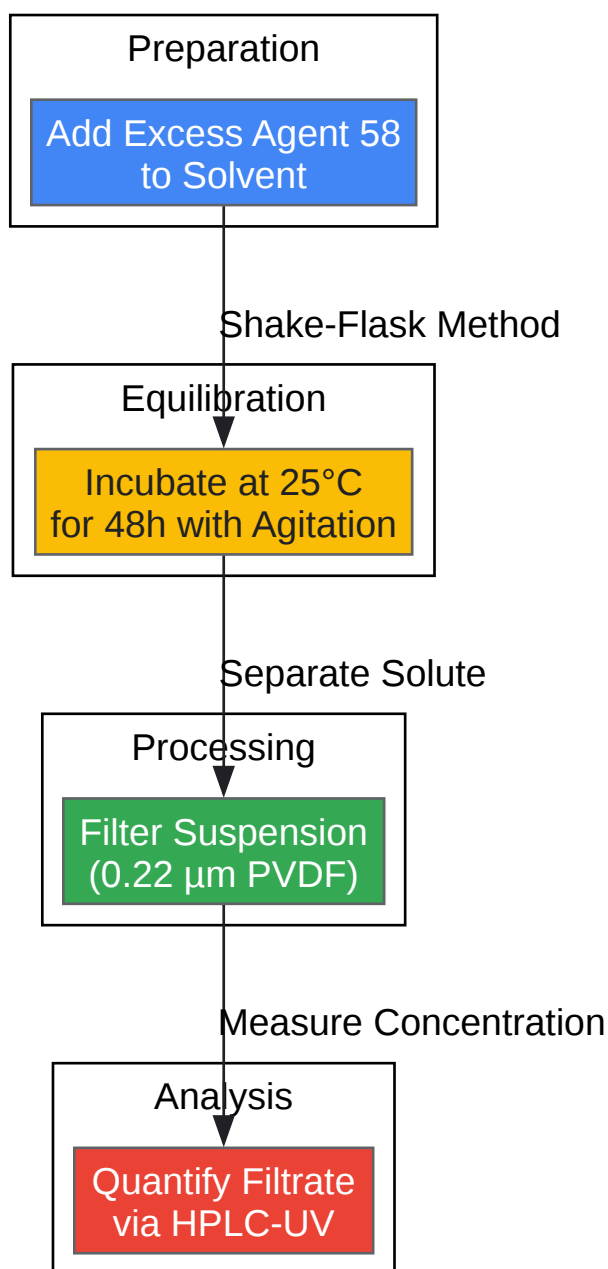 Preparation
Add Excess Agent 58
to Solvent
Shake-Flask Method
Equilibration
Incubate at 25°C
for 48h with Agitation
Separate Solute
Processing
Filter Suspension
(0.22 µm PVDF)
Measure Concentration
Analysis
Quantify Filtrate
via HPLC-UV